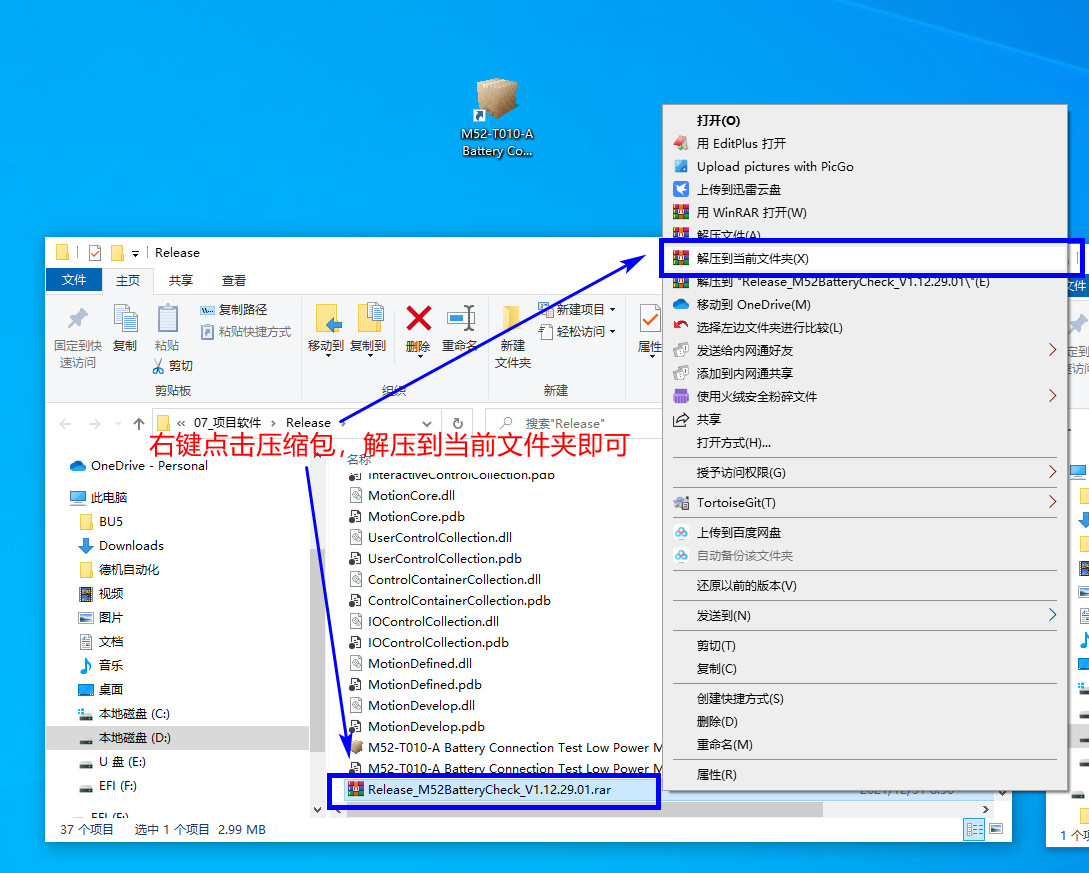 M52-T010-A
Battery Co...
Release
文件
主页
共享
查看
固定到快
速访问
复制
粘贴
复制路径
粘贴快捷方式
剪切
剪贴板
移动到
复制到
删除
重命名
组织
新建
文件夹
新建项目
轻松访问
新建
属性
« 07_项目软件 › Release ›
搜索"Release"
右键点击压缩包，解压到当前文件夹即可
名称
OneDrive - Personal
此电脑
BU5
Downloads
德机自动化
视频
图片
文档
音乐
桌面
本地磁盘 (C:)
本地磁盘 (D:)
U 盘 (E:)
EFI (F:)
EFI (F:)
InteractiveControlCollection.pdb
MotionCore.dll
MotionCore.pdb
UserControlCollection.dll
UserControlCollection.pdb
ControlContainerCollection.dll
ControlContainerCollection.pdb
IOControlCollection.dll
IOControlCollection.pdb
MotionDefined.dll
MotionDefined.pdb
MotionDevelop.dll
MotionDevelop.pdb
M52-T010-A Battery Connection Test Low Power M
M52-T010-A Battery Connection Test Low Power M
Release_M52BatteryCheck_V1.12.29.01.rar
37 个项目 选中 1 个项目 2.99 MB
打开(O)
用 EditPlus 打开
Upload pictures with PicGo
上传到迅雷云盘
用 WinRAR 打开(W)
解压文件(A)
解压到当前文件夹(X)
解压到 "Release_M52BatteryCheck_V1.12.29.01\"(E)
移动到 OneDrive(M)
选择左边文件夹进行比较(L)
发送给内网通好友
添加到内网通共享
使用火绒安全粉碎文件
共享
打开方式(H)...
授予访问权限(G)
TortoiseGit(T)
上传到百度网盘
自动备份该文件夹
还原以前的版本(V)
发送到(N)
剪切(T)
复制(C)
创建快捷方式(S)
删除(D)
重命名(M)
属性(R)
文件
1 个项